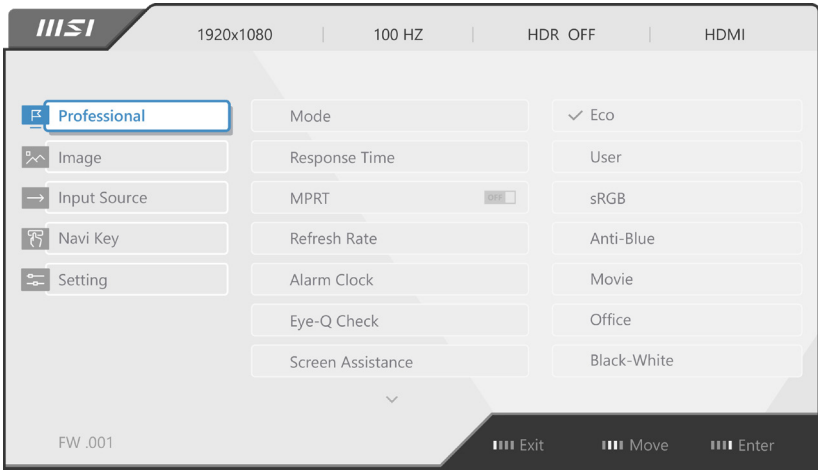 msi
1920x1080
100 HZ
HDR OFF
HDMI
Professional
Mode
Eco
Image
Response Time
User
Input Source
MPRT
OFF
sRGB
Navi Key
Refresh Rate
Anti-Blue
Setting
Alarm Clock
Movie
Eye-Q Check
Office
Screen Assistance
Black-White
FW .001
Exit
Move
Enter